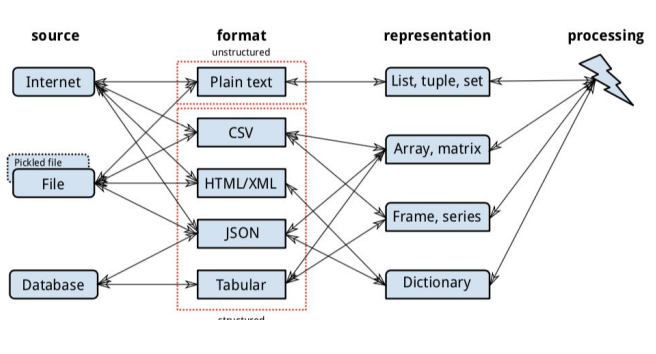 source format representation processing
unstructured
Internet Plain text List, tuple, set
CSV
Array, matrix
Pickled file
File HTML/XML
Frame, series
JSON
Database Tabular Dictionary
structured